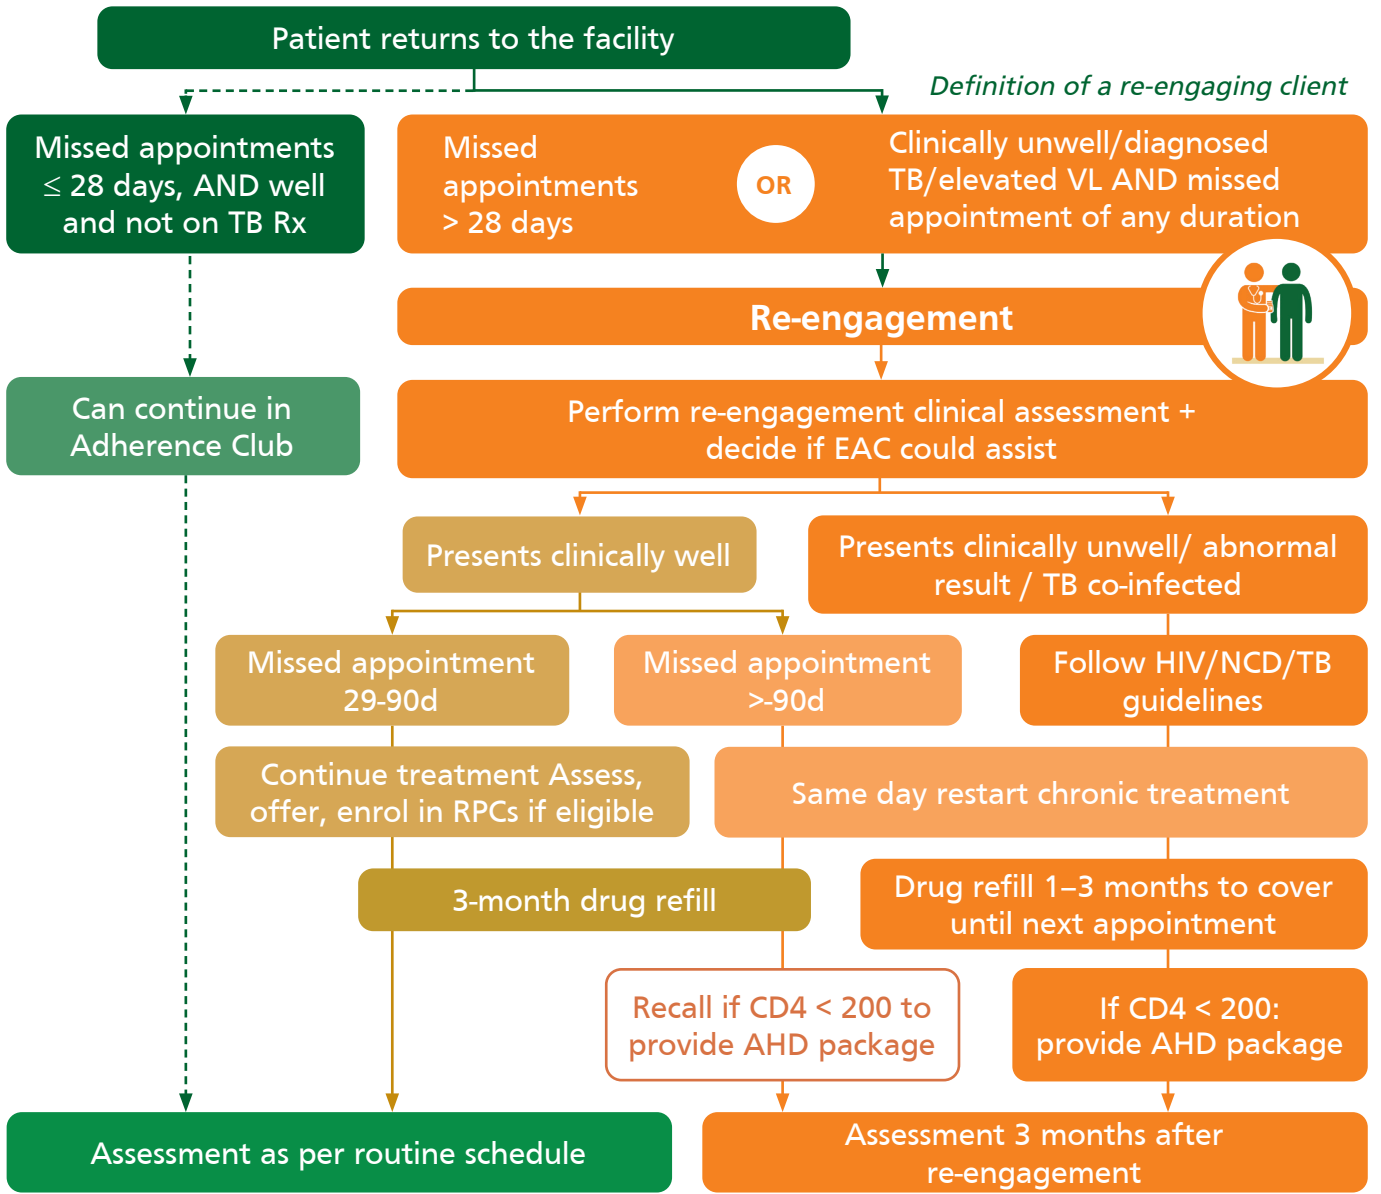 Patient returns to the facility
Definition of a re-engaging client
Missed appointments
≤ 28 days, AND well
and not on TB Rx
Missed
appointments
> 28 days
OR
Clinically unwell/diagnosed
TB/elevated VL AND missed
appointment of any duration
Re-engagement
Can continue in
Adherence Club
Perform re-engagement clinical assessment +
decide if EAC could assist
Presents clinically well
Presents clinically unwell/ abnormal
result / TB co-infected
Missed appointment
29-90d
Missed appointment
>-90d
Follow HIV/NCD/TB
guidelines
Continue treatment Assess,
offer, enrol in RPCs if eligible
Same day restart chronic treatment
3-month drug refill
Drug refill 1–3 months to cover
until next appointment
Recall if CD4 < 200 to
provide AHD package
If CD4 < 200:
provide AHD package
Assessment as per routine schedule
Assessment 3 months after
re-engagement